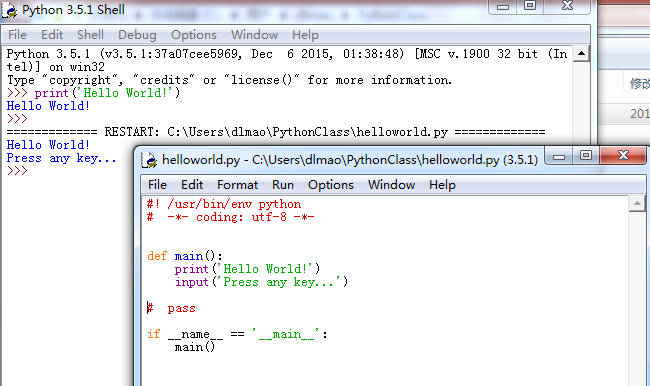 Python 3.5.1 Shell
File Edit Shell Debug Options Window Help
Python 3.5.1 (v3.5.1:37a07cee5969, Dec  6 2015, 01:38:48) [MSC v.1900 32 bit (In
tel)] on win32
Type "copyright", "credits" or "license()" for more information.
>>> print('Hello World!')
Hello World!
>>>
============= RESTART: C:\Users\dlmao\PythonClass\helloworld.py =============
Hello World!
Press any key...
>>>
修改
201
helloworld.py - C:\Users\dlmao\PythonClass\helloworld.py (3.5.1)
File Edit Format Run Options Window Help
#! /usr/bin/env python
#  -*- coding: utf-8 -*-
def main():
    print('Hello World!')
    input('Press any key...')
#  pass
if __name__ == '__main__':
    main()